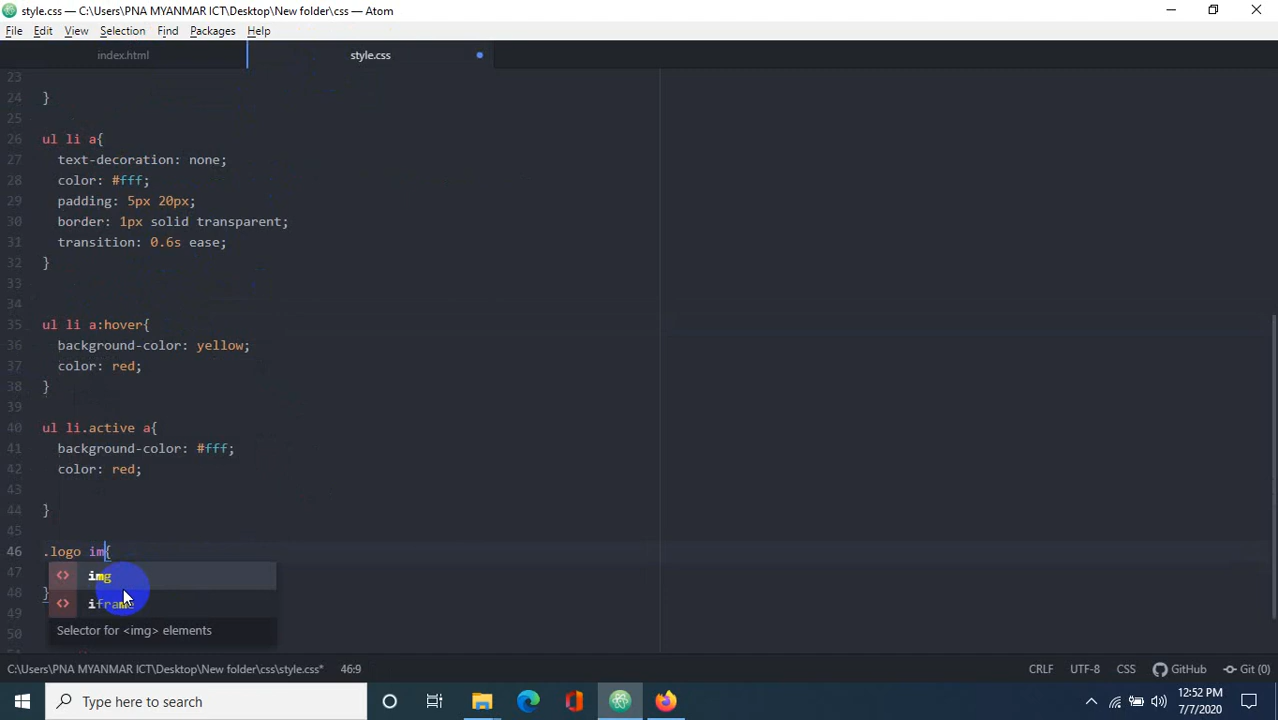 style.css — C:\Users\PNA MYANMAR ICT\Desktop\New folder\css — Atom
File Edit View Selection Find Packages Help
index.html style.css
23
24 }
25
26 ul li a{
27 text-decoration: none;
28 color: #fff;
29 padding: 5px 20px;
30 border: 1px solid transparent;
31 transition: 0.6s ease;
32 }
33
34
35 ul li a:hover{
36 background-color: yellow;
37 color: red;
38 }
39
40 ul li.active a{
41 background-color: #fff;
42 color: red;
43
44 }
45
46 .logo im{
47 <> img
48 } <> iframe
49 Selector for <img> elements
50
C:\Users\PNA MYANMAR ICT\Desktop\New folder\css\style.css* 46:9 CRLF UTF-8 CSS GitHub Git (0)
Type here to search
12:52 PM
7/7/2020